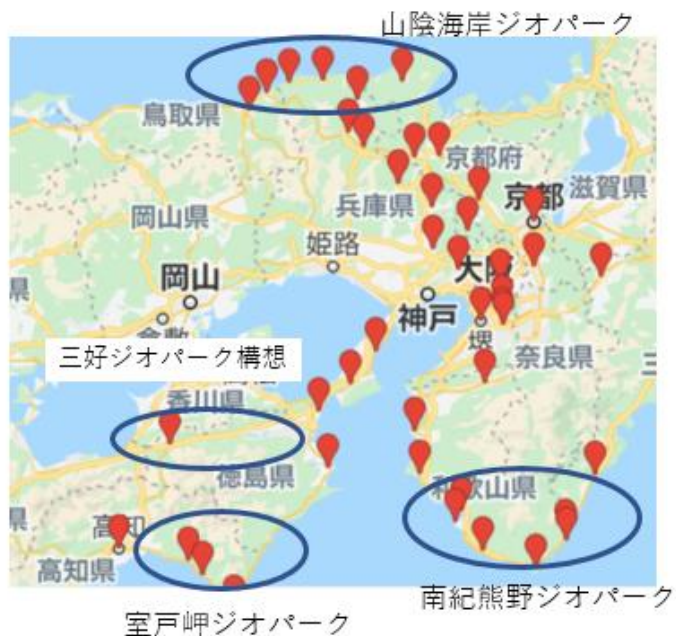 山陰海岸ジオパーク
鳥取県
京都府
岡山県
兵庫県
京都
滋賀県
姫路
岡山
大阪
神戸
堺
三好ジオパーク構想
奈良県
香川県
徳島県
和歌山県
高知
高知県
南紀熊野ジオパーク
室戸岬ジオパーク